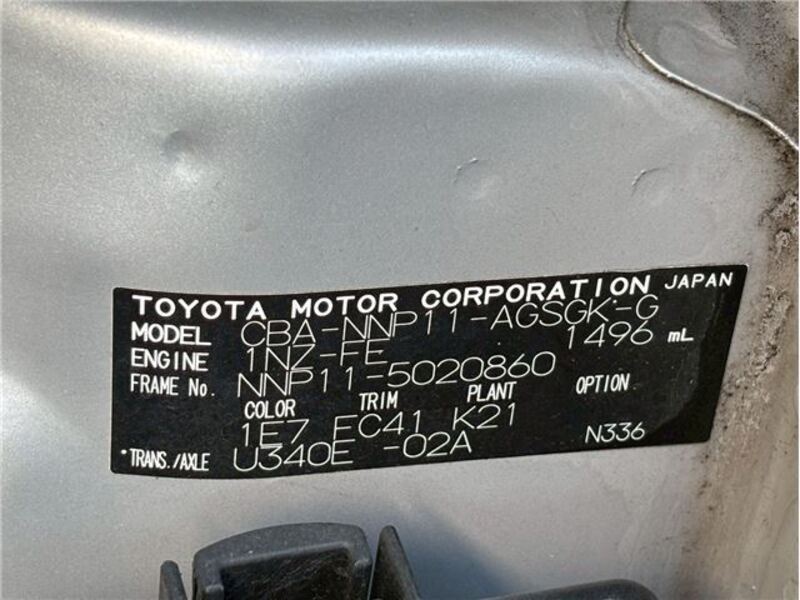 TOYOTA MOTOR CORPORATION JAPAN
MODEL CBA-NNP11-AGSGK-G
ENGINE 1NZ-FE 1496 mL
FRAME No. NNP11-5020860
COLOR TRIM PLANT OPTION
1E7 FC41 K21
*TRANS./AXLE U340E -02A N336